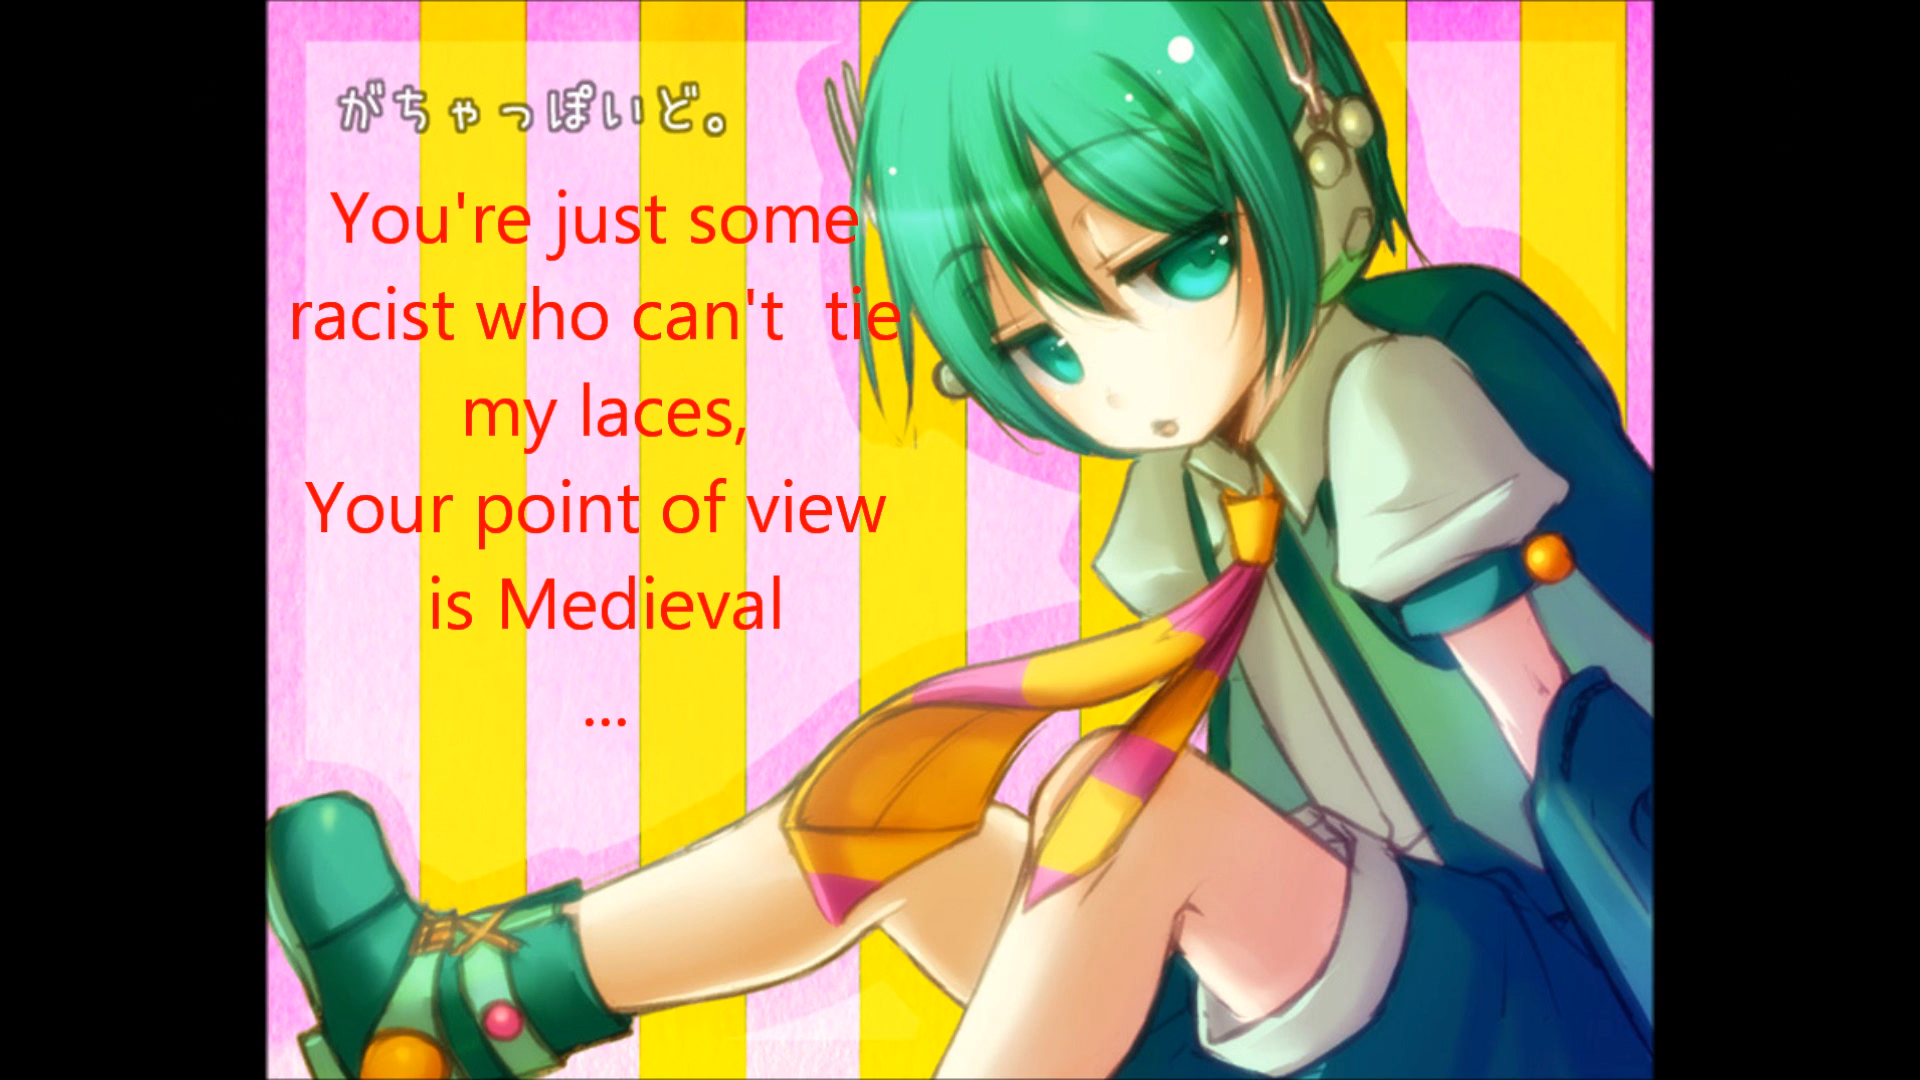 がちゃっぽいど。
You're just some
racist who can't  tie
my laces,
Your point of view
is Medieval
...